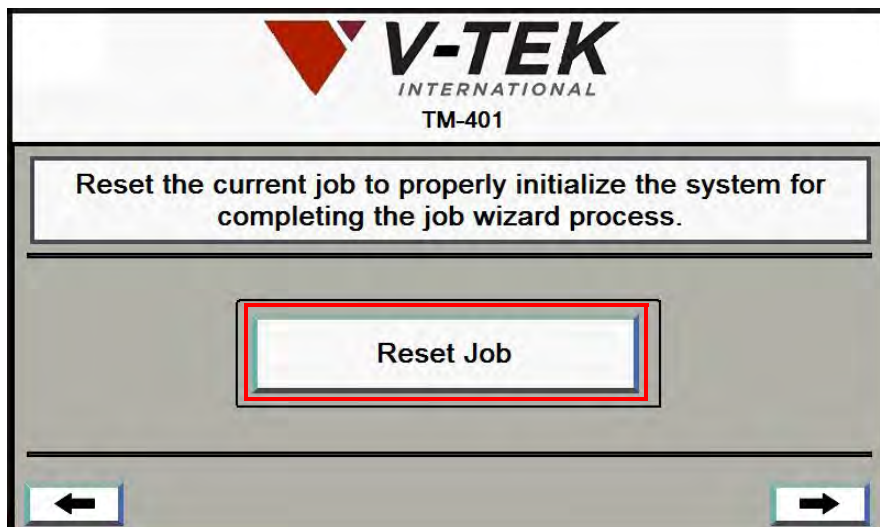 V-TEK
INTERNATIONAL
TM-401
Reset the current job to properly initialize the system for
completing the job wizard process.
Reset Job